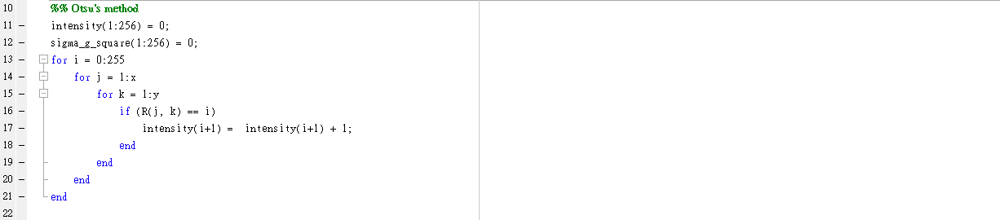 10 %% Otsu's method
11 – intensity(1:256) = 0;
12 – sigma_g_square(1:256) = 0;
13 – for i = 0:255
14 – for j = 1:x
15 – for k = 1:y
16 – if (R(j, k) == i)
17 – intensity(i+1) =  intensity(i+1) + 1;
18 – end
19 – end
20 – end
21 – end
22